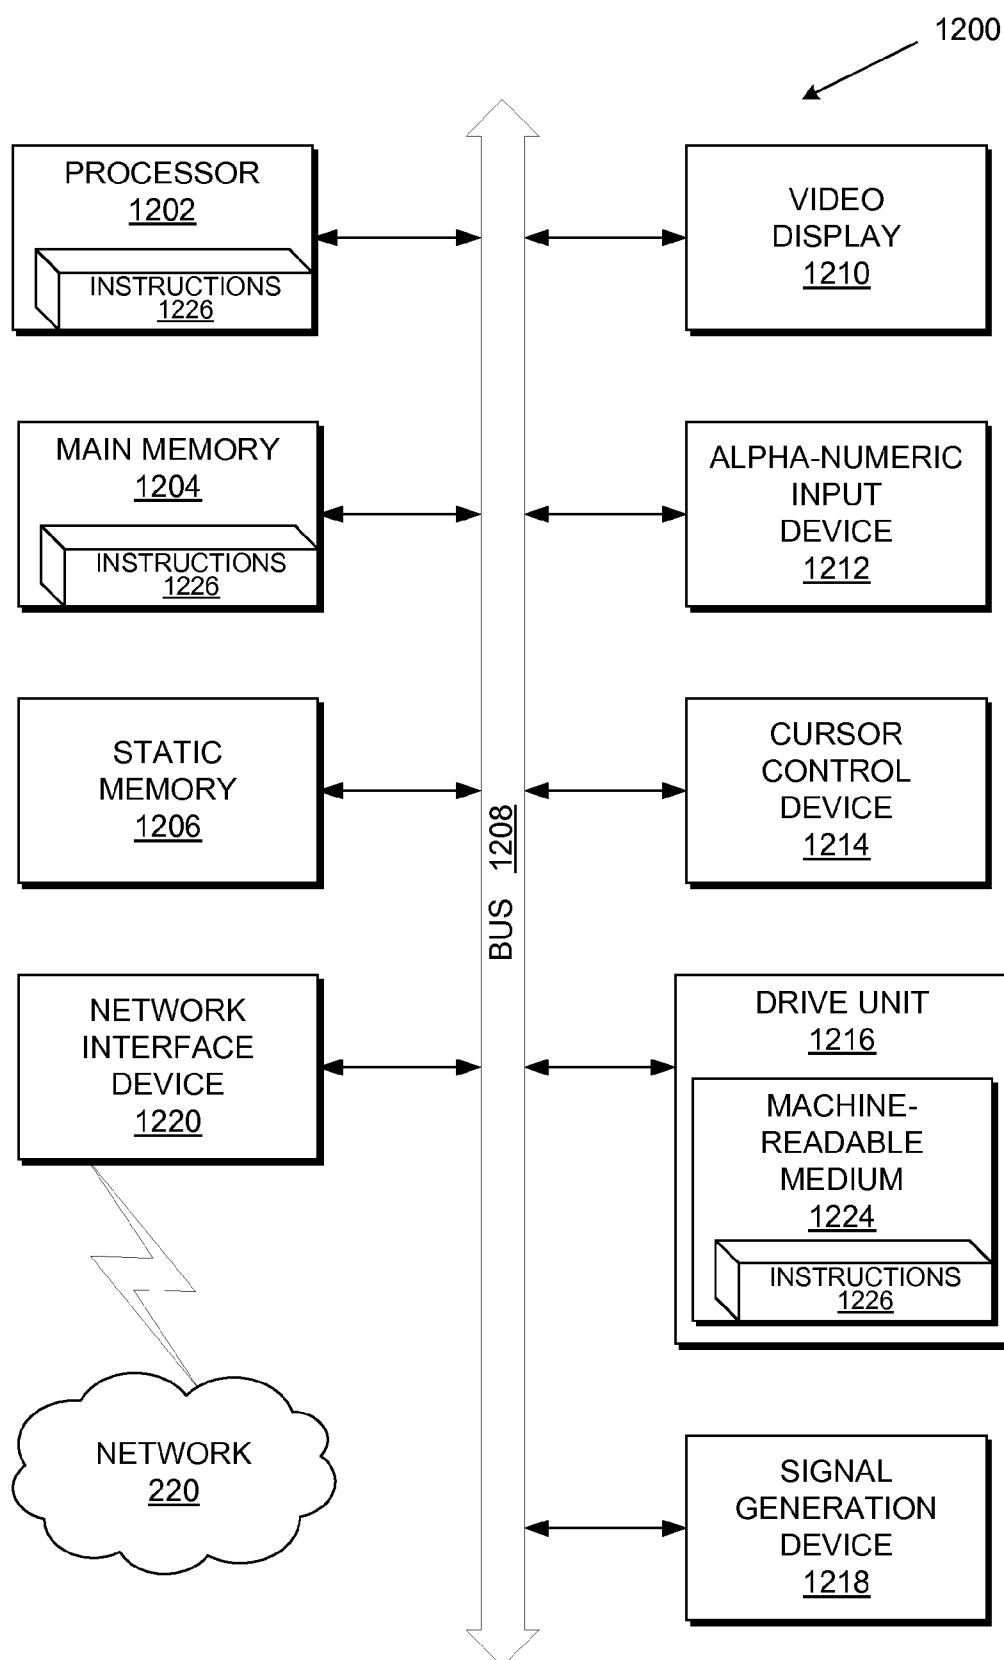 1200
PROCESSOR
1202
INSTRUCTIONS
1226
VIDEO
DISPLAY
1210
MAIN MEMORY
1204
INSTRUCTIONS
1226
ALPHA-NUMERIC
INPUT
DEVICE
1212
STATIC
MEMORY
1206
BUS 1208
CURSOR
CONTROL
DEVICE
1214
NETWORK
INTERFACE
DEVICE
1220
DRIVE UNIT
1216
MACHINE-
READABLE
MEDIUM
1224
INSTRUCTIONS
1226
NETWORK
220
SIGNAL
GENERATION
DEVICE
1218